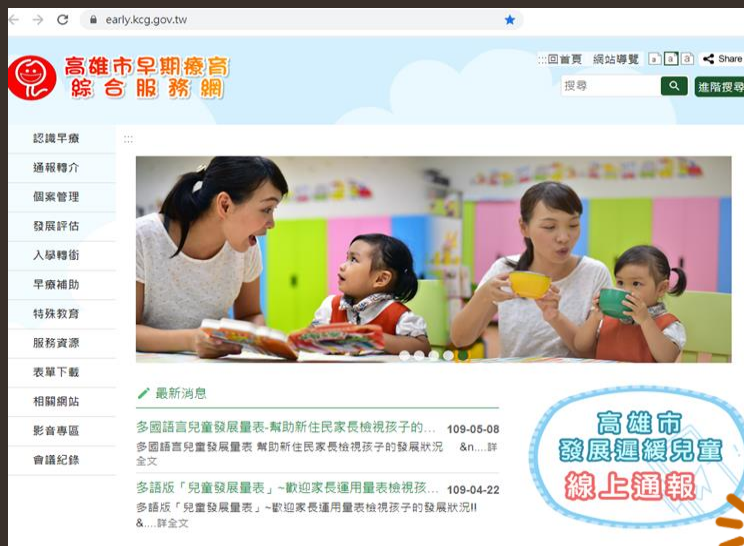 early.kcg.gov.tw
高雄市早期療育
綜合服務網
:::回首頁 網站導覽 a a a Share
搜尋 進階搜尋
認識早療
:::
通報轉介
個案管理
發展評估
入學轉銜
早療補助
特殊教育
服務資源
表單下載
相關網站
影音專區
會議紀錄
最新消息
多國語言兒童發展量表-幫助新住民家長檢視孩子的... 109-05-08
多國語言兒童發展量表 幫助新住民家長檢視孩子的發展狀況 &n....詳
全文
多語版「兒童發展量表」~歡迎家長運用量表檢視孩... 109-04-22
多語版「兒童發展量表」~歡迎家長運用量表檢視孩子的發展狀況!!
&....詳全文
高雄市
發展遲緩兒童
線上通報